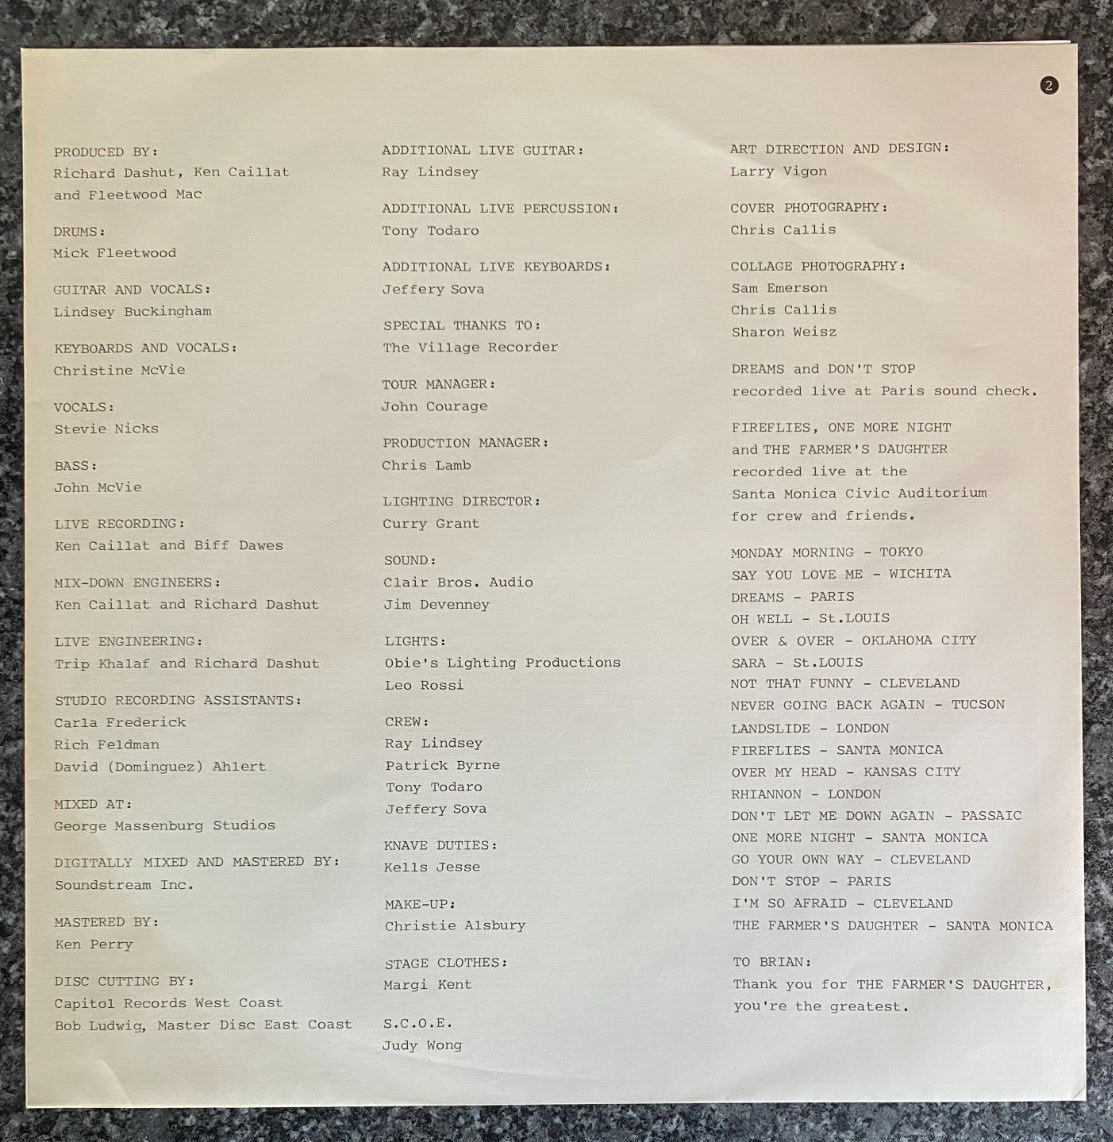 2
PRODUCED BY:
Richard Dashut, Ken Caillat
and Fleetwood Mac
DRUMS:
Mick Fleetwood
GUITAR AND VOCALS:
Lindsey Buckingham
KEYBOARDS AND VOCALS:
Christine McVie
VOCALS:
Stevie Nicks
BASS:
John McVie
LIVE RECORDING:
Ken Caillat and Biff Dawes
MIX-DOWN ENGINEERS:
Ken Caillat and Richard Dashut
LIVE ENGINEERING:
Trip Khalaf and Richard Dashut
STUDIO RECORDING ASSISTANTS:
Carla Frederick
Rich Feldman
David (Dominguez) Ahlert
MIXED AT:
George Massenburg Studios
DIGITALLY MIXED AND MASTERED BY:
Soundstream Inc.
MASTERED BY:
Ken Perry
DISC CUTTING BY:
Capitol Records West Coast
Bob Ludwig, Master Disc East Coast
ADDITIONAL LIVE GUITAR:
Ray Lindsey
ADDITIONAL LIVE PERCUSSION:
Tony Todaro
ADDITIONAL LIVE KEYBOARDS:
Jeffery Sova
SPECIAL THANKS TO:
The Village Recorder
TOUR MANAGER:
John Courage
PRODUCTION MANAGER:
Chris Lamb
LIGHTING DIRECTOR:
Curry Grant
SOUND:
Clair Bros. Audio
Jim Devenney
LIGHTS:
Obie's Lighting Productions
Leo Rossi
CREW:
Ray Lindsey
Patrick Byrne
Tony Todaro
Jeffery Sova
KNAVE DUTIES:
Kells Jesse
MAKE-UP:
Christie Alsbury
STAGE CLOTHES:
Margi Kent
S.C.O.E.
Judy Wong
ART DIRECTION AND DESIGN:
Larry Vigon
COVER PHOTOGRAPHY:
Chris Callis
COLLAGE PHOTOGRAPHY:
Sam Emerson
Chris Callis
Sharon Weisz
DREAMS and DON'T STOP
recorded live at Paris sound check.
FIREFLIES, ONE MORE NIGHT
and THE FARMER'S DAUGHTER
recorded live at the
Santa Monica Civic Auditorium
for crew and friends.
MONDAY MORNING - TOKYO
SAY YOU LOVE ME - WICHITA
DREAMS - PARIS
OH WELL - St.LOUIS
OVER & OVER - OKLAHOMA CITY
SARA - St.LOUIS
NOT THAT FUNNY - CLEVELAND
NEVER GOING BACK AGAIN - TUCSON
LANDSLIDE - LONDON
FIREFLIES - SANTA MONICA
OVER MY HEAD - KANSAS CITY
RHIANNON - LONDON
DON'T LET ME DOWN AGAIN - PASSAIC
ONE MORE NIGHT - SANTA MONICA
GO YOUR OWN WAY - CLEVELAND
DON'T STOP - PARIS
I'M SO AFRAID - CLEVELAND
THE FARMER'S DAUGHTER - SANTA MONICA
TO BRIAN:
Thank you for THE FARMER'S DAUGHTER,
you're the greatest.